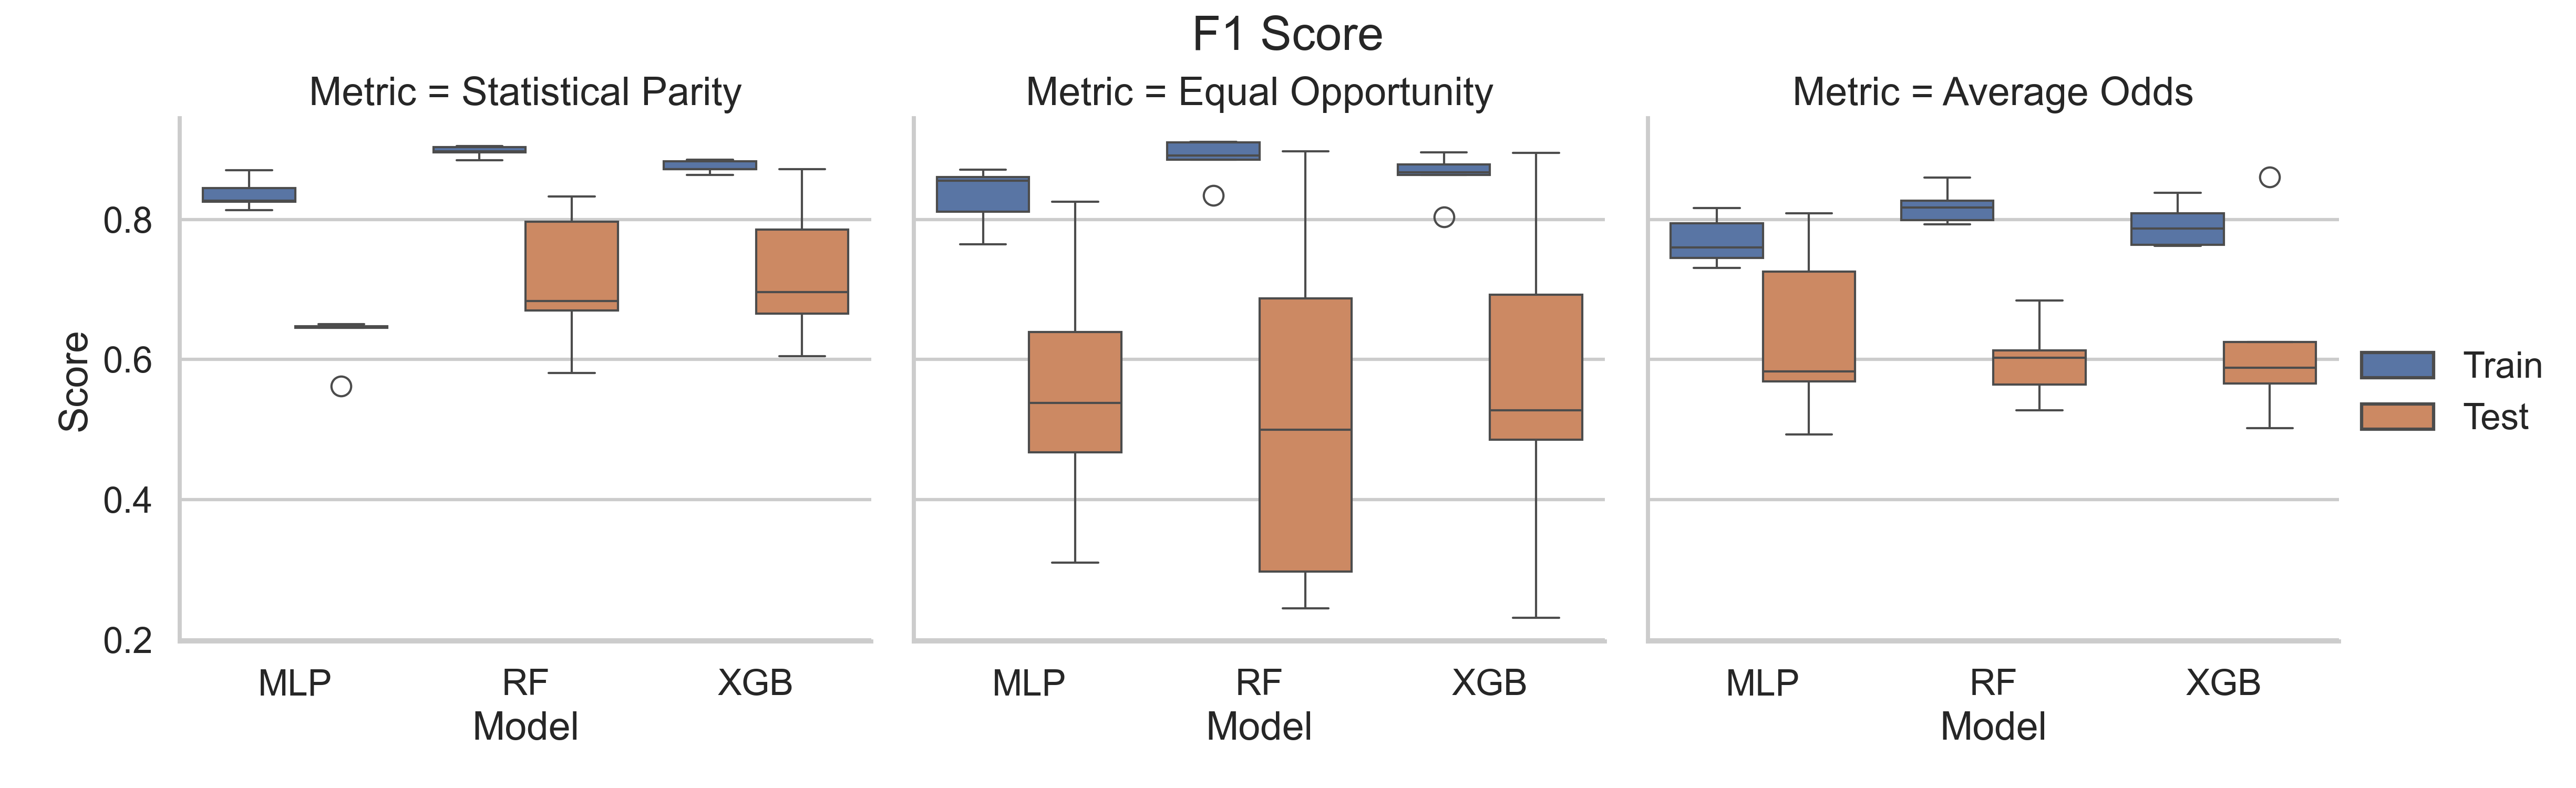 F1 Score
Metric = Statistical Parity
Metric = Equal Opportunity
Metric = Average Odds
Score
0.8
0.6
0.4
0.2
MLP
RF
XGB
Model
MLP
RF
XGB
Model
MLP
RF
XGB
Model
Train
Test